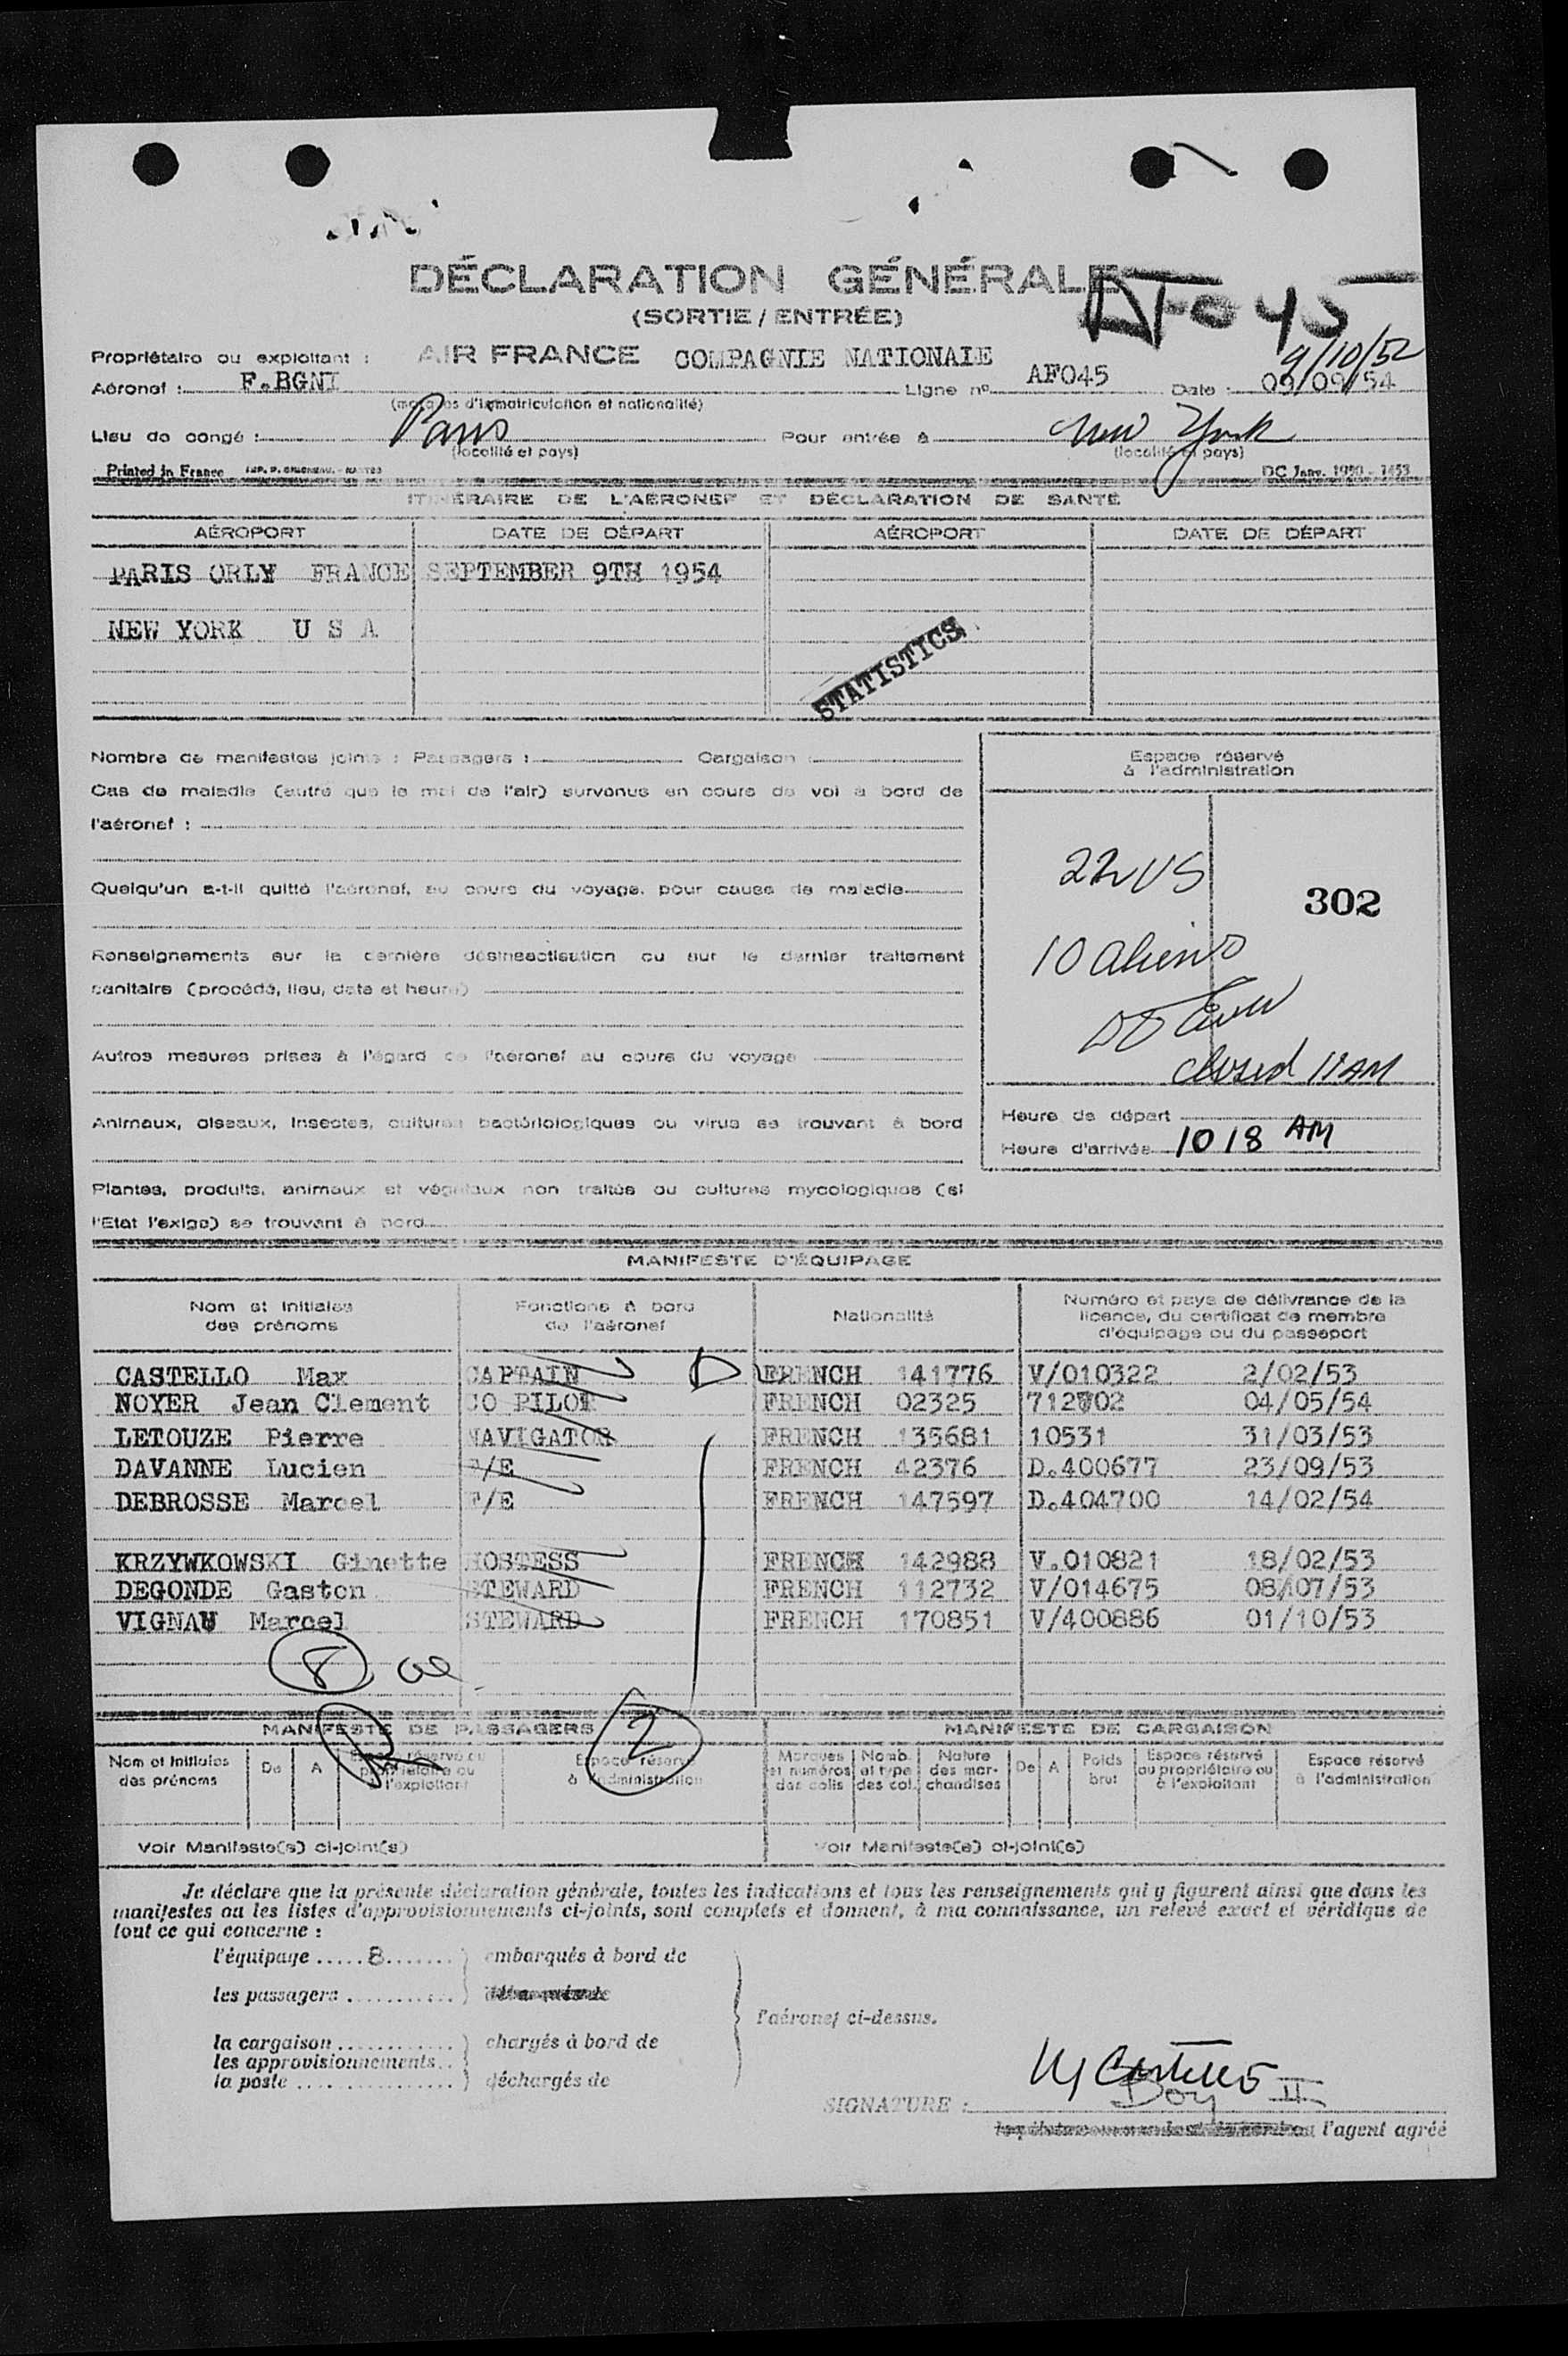 DÉCLARATION GÉNÉRALE
AF045
(SORTIE / ENTRÉE)
Propriétaire ou exploitant : AIR FRANCE COMPAGNIE NATIONALE
9/10/52
Aéronef : F.BGNI Ligne nº AF045 Date : 09/09/54
(marques d'immatriculation et nationalité)
Lieu de congé : Paris Pour entrée à New York
(localité et pays) (localité et pays)
Printed in France DC Janv. 1950 - 1453
ITINÉRAIRE DE L'AÉRONEF ET DÉCLARATION DE SANTÉ
AÉROPORT DATE DE DÉPART AÉROPORT DATE DE DÉPART
PARIS ORLY FRANCE SEPTEMBER 9TH 1954
NEW YORK U S A
STATISTICS
Nombre de manifestes joints : Passagers : Cargaison :
Cas de maladie (autre que le mal de l'air) survenus en cours de vol à bord de
l'aéronef :
Quelqu'un a-t-il quitté l'aéronef, au cours du voyage, pour cause de maladie
Renseignements sur la dernière désinsectisation ou sur le dernier traitement
sanitaire (procédé, lieu, date et heure)
Autres mesures prises à l'égard de l'aéronef au cours du voyage
Animaux, oiseaux, insectes, cultures bactériologiques ou virus se trouvant à bord
Plantes, produits, animaux et végétaux non traités ou cultures mycologiques (si
l'Etat l'exige) se trouvant à bord
Espace réservé
à l'administration
22 US
302
10 aliens
closed 11 AM
Heure de départ
Heure d'arrivée 10 18 AM
MANIFESTE D'ÉQUIPAGE
Nom et initiales des prénoms Fonctions à bord de l'aéronef Nationalité Numéro et pays de délivrance de la licence, du certificat de membre d'équipage ou du passeport
CASTELLO Max CAPTAIN FRENCH 141776 V/010322 2/02/53
NOYER Jean Clement CO PILOT FRENCH 02325 712702 04/05/54
LETOUZE Pierre NAVIGATOR FRENCH 135681 10531 31/03/53
DAVANNE Lucien F/E FRENCH 42376 D.400677 23/09/53
DEBROSSE Marcel F/E FRENCH 147597 D.404700 14/02/54
KRZYWKOWSKI Ginette HOSTESS FRENCH 142988 V.010821 18/02/53
DEGONDE Gaston STEWARD FRENCH 112732 V/014675 08/07/53
VIGNAU Marcel STEWARD FRENCH 170851 V/400886 01/10/53
8
2
MANIFESTE DE PASSAGERS MANIFESTE DE CARGAISON
Nom et initiales des prénoms De A Espace réservé au propriétaire ou à l'exploitant Espace réservé à l'administration Marques et numéros des colis Nomb. et type des col. Nature des marchandises De A Poids brut Espace réservé au propriétaire ou à l'exploitant Espace réservé à l'administration
Voir Manifeste(s) ci-joint(s) Voir Manifeste(s) ci-joint(s)
Je déclare que la présente déclaration générale, toutes les indications et tous les renseignements qui y figurent ainsi que dans les
manifestes ou les listes d'approvisionnements ci-joints, sont complets et donnent, à ma connaissance, un relevé exact et véridique de
tout ce qui concerne :
l'équipage ..... 8 ....... embarqués à bord de
les passagers ...........
l'aéronef ci-dessus.
la cargaison ............ chargés à bord de
les approvisionnements ..
la poste ................ déchargés de
M Castello
SIGNATURE :
l'agent agréé